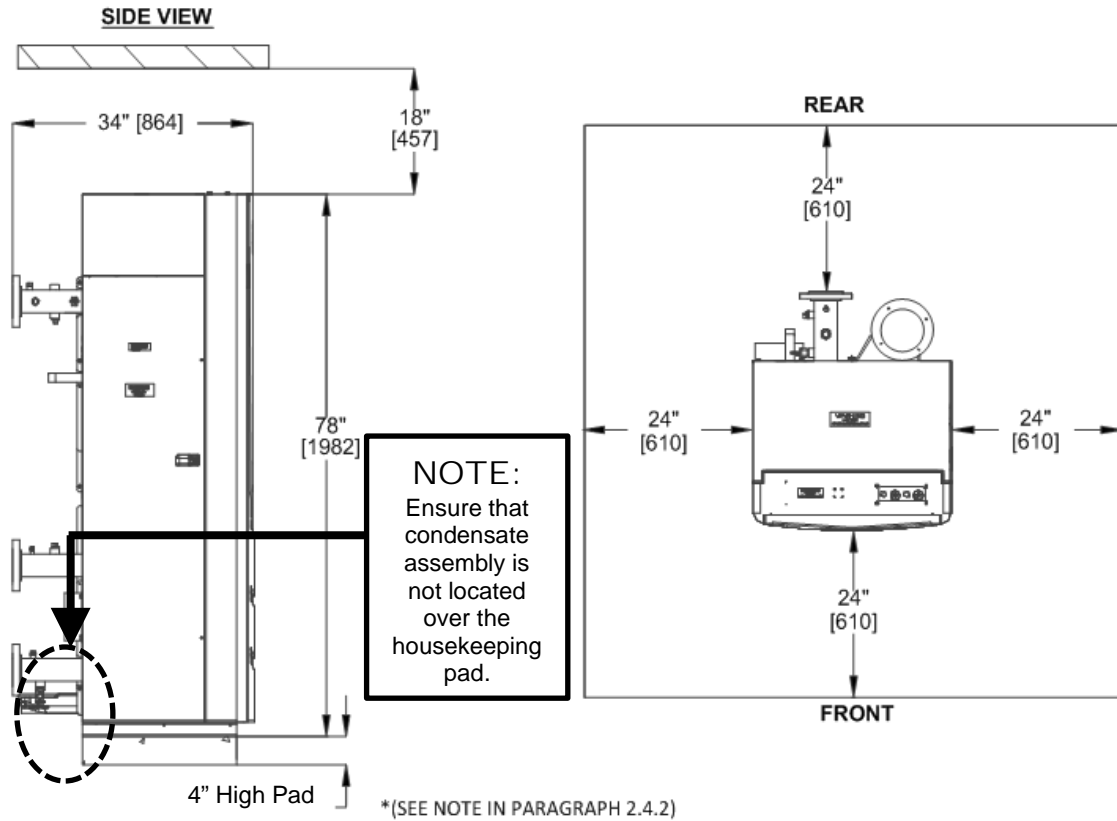 SIDE VIEW
34" [864]
18"
[457]
78"
[1982]
NOTE:
Ensure that
condensate
assembly is
not located
over the
housekeeping
pad.
4” High Pad
*(SEE NOTE IN PARAGRAPH 2.4.2)
REAR
24"
[610]
24"
[610]
24"
[610]
24"
[610]
FRONT